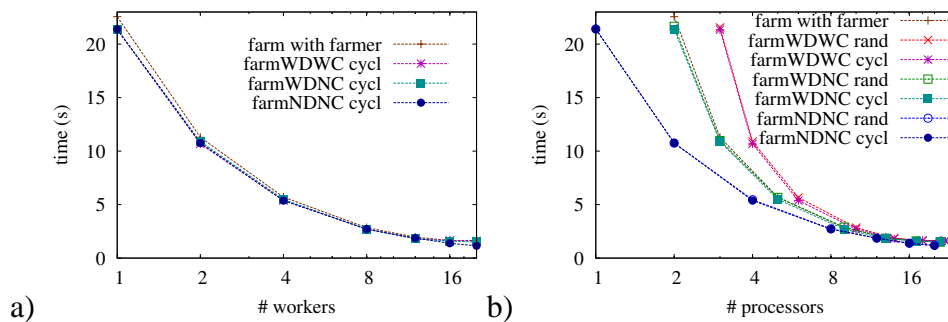 20
15
10
5
0
time (s)
farm with farmer
farmWDWC cycl
farmWDNC cycl
farmNDNC cycl
1 2 4 8 16
# workers
a)
20
15
10
5
0
time (s)
farm with farmer
farmWDWC rand
farmWDWC cycl
farmWDNC rand
farmWDNC cycl
farmNDNC rand
farmNDNC cycl
1 2 4 8 16
# processors
b)